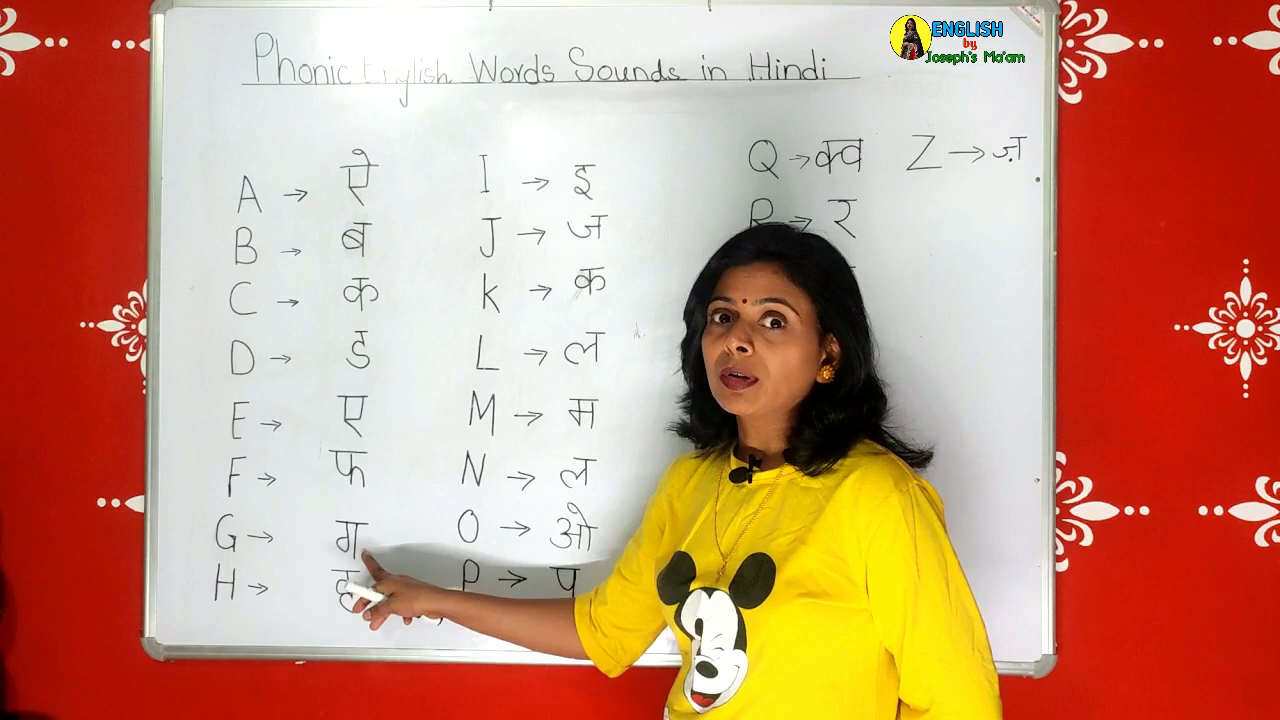 Phonic English Words Sounds in Hindi
ENGLISH
by
Joseph's Ma'am
A → ऐ
B → ब
C → क
D → ड
E → ए
F → फ
G → ग
H → ह
I → इ
J → ज
K → क
L → ल
M → म
N → ल
O → ओ
P → प
Q → क्व
R → र
Z → ज़